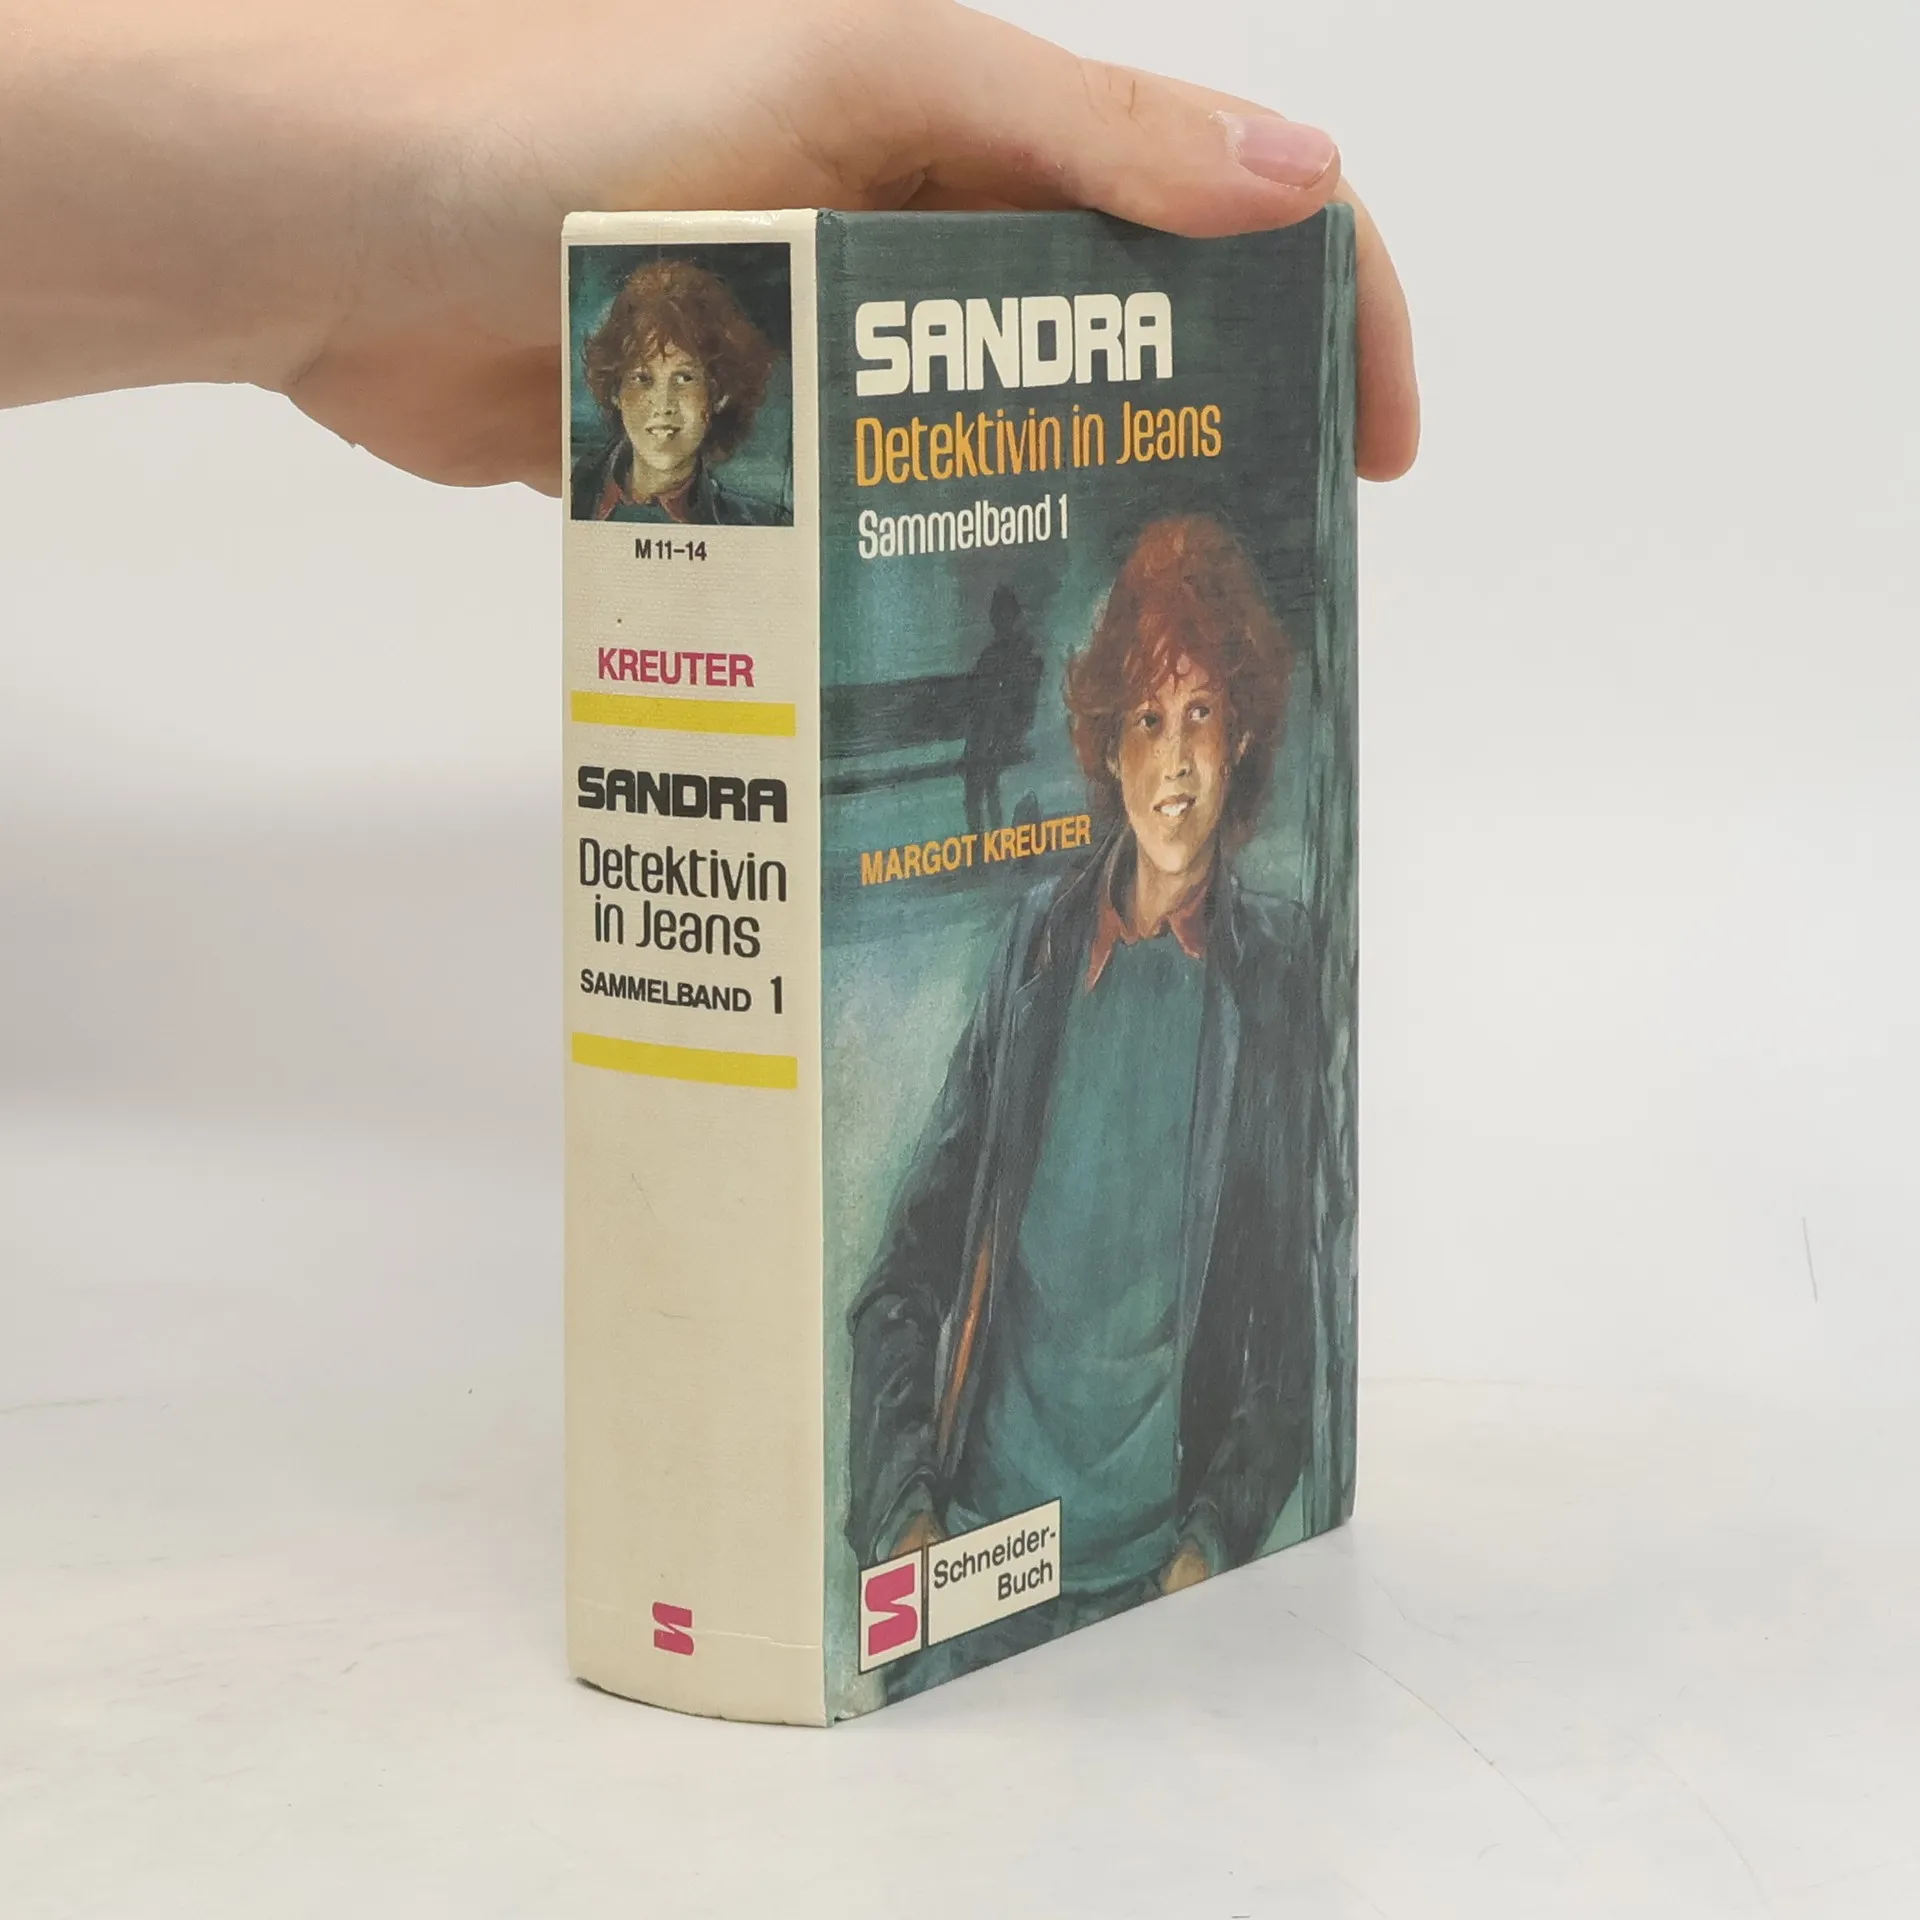 M 11–14
KREUTER
SANDRA
Detektivin
in Jeans
SAMMELBAND 1
S
SANDRA
Detektivin in Jeans
Sammelband 1
MARGOT KREUTER
S
Schneider-
Buch